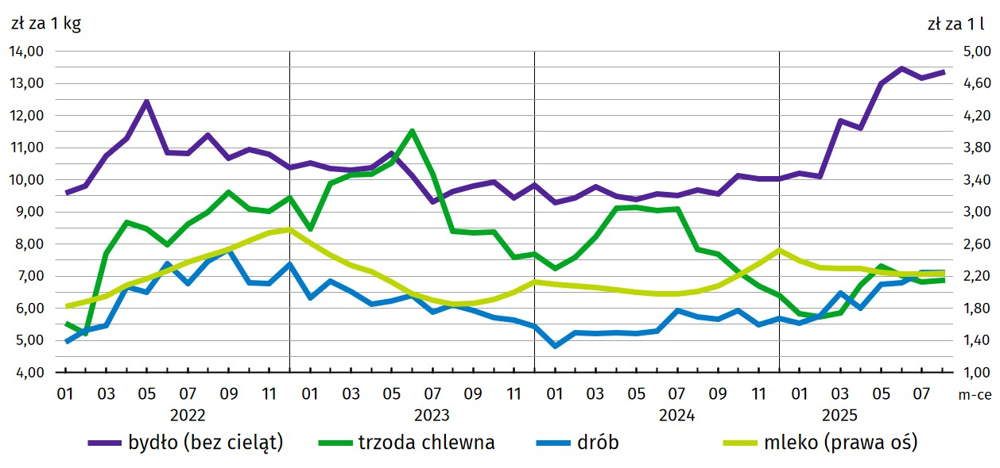 zł za 1 kg zł za 1 l
14,00 5,00
13,00 4,60
12,00 4,20
11,00 3,80
10,00 3,40
9,00 3,00
8,00 2,60
7,00 2,20
6,00 1,80
5,00 1,40
4,00 1,00
01 03 05 07 09 11 01 03 05 07 09 11 01 03 05 07 09 11 01 03 05 07 m-ce
2022 2023 2024 2025
bydło (bez cieląt) trzoda chlewna drób mleko (prawa oś)